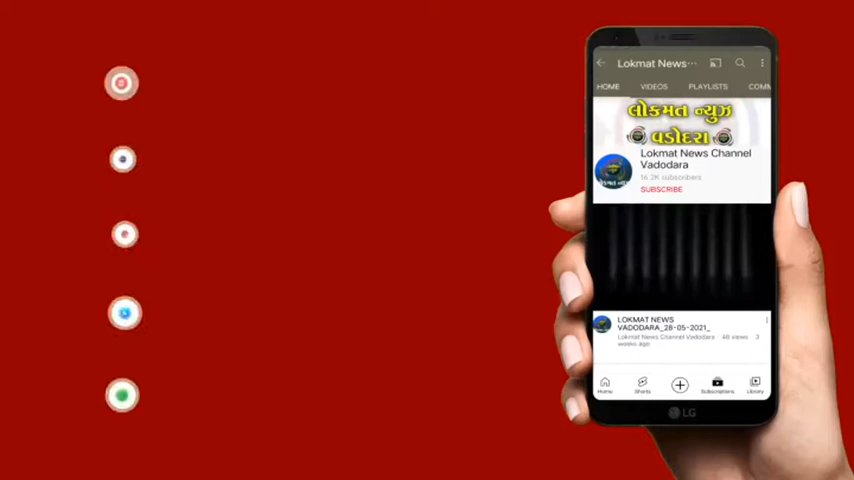 Lokmat News...
HOME VIDEOS PLAYLISTS COMM
લોકમત ન્યુઝ
વડોદરા
Lokmat News Channel
Vadodara
16.2K subscribers
SUBSCRIBE
LOKMAT NEWS
VADODARA_28-05-2021_
Lokmat News Channel Vadodara · 48 views · 3
weeks ago
Home Shorts Subscriptions Library
LG